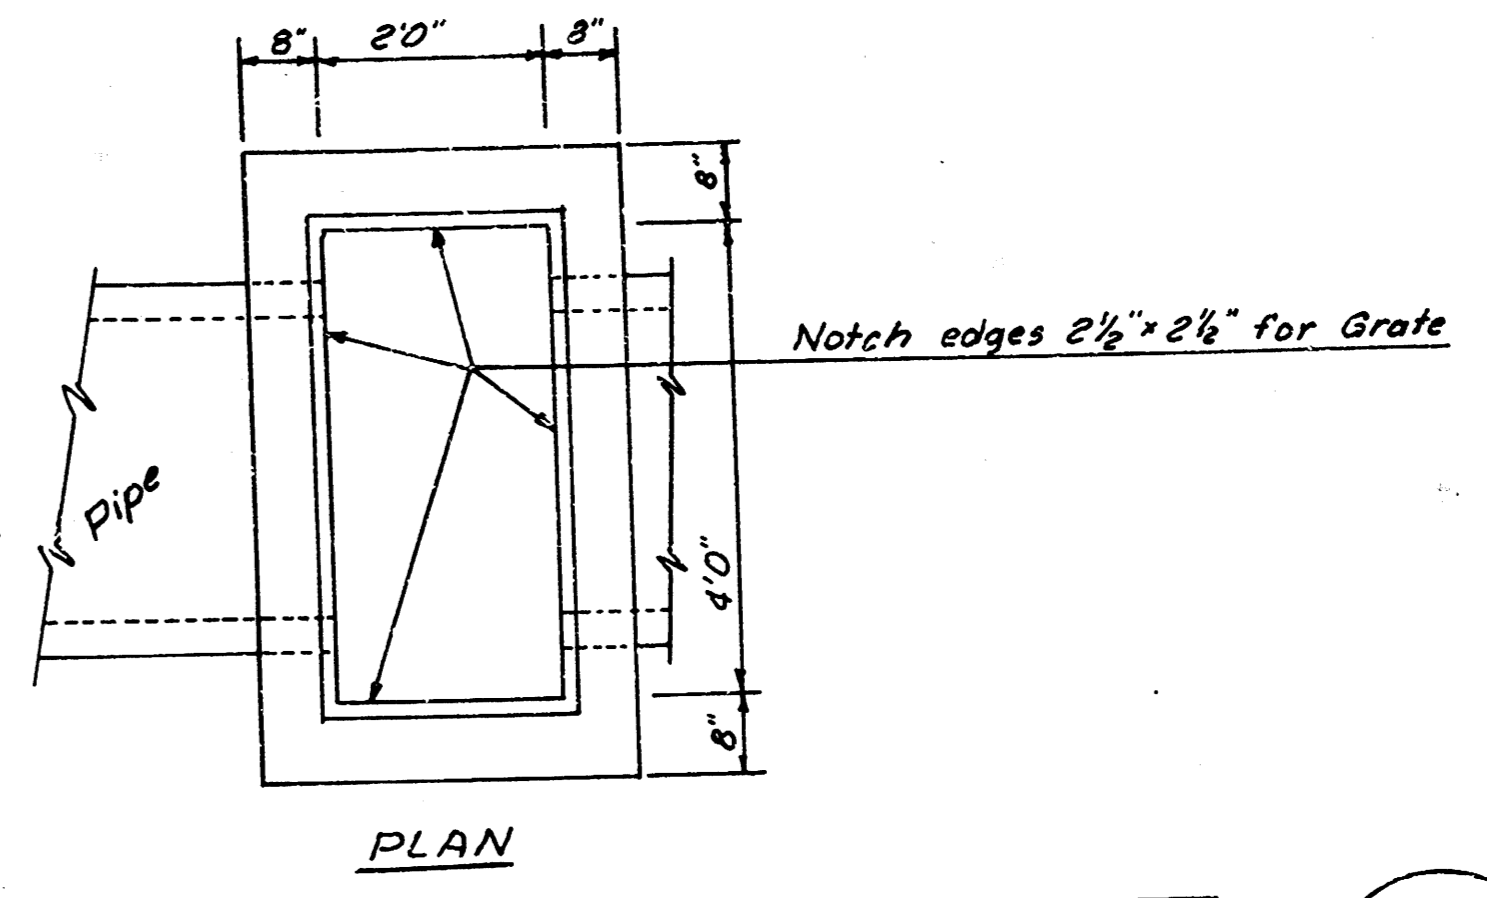 8" 2'0" 8"
8"
Notch edges 2½" x 2½" for Grate
Pipe
4'0"
8"
PLAN